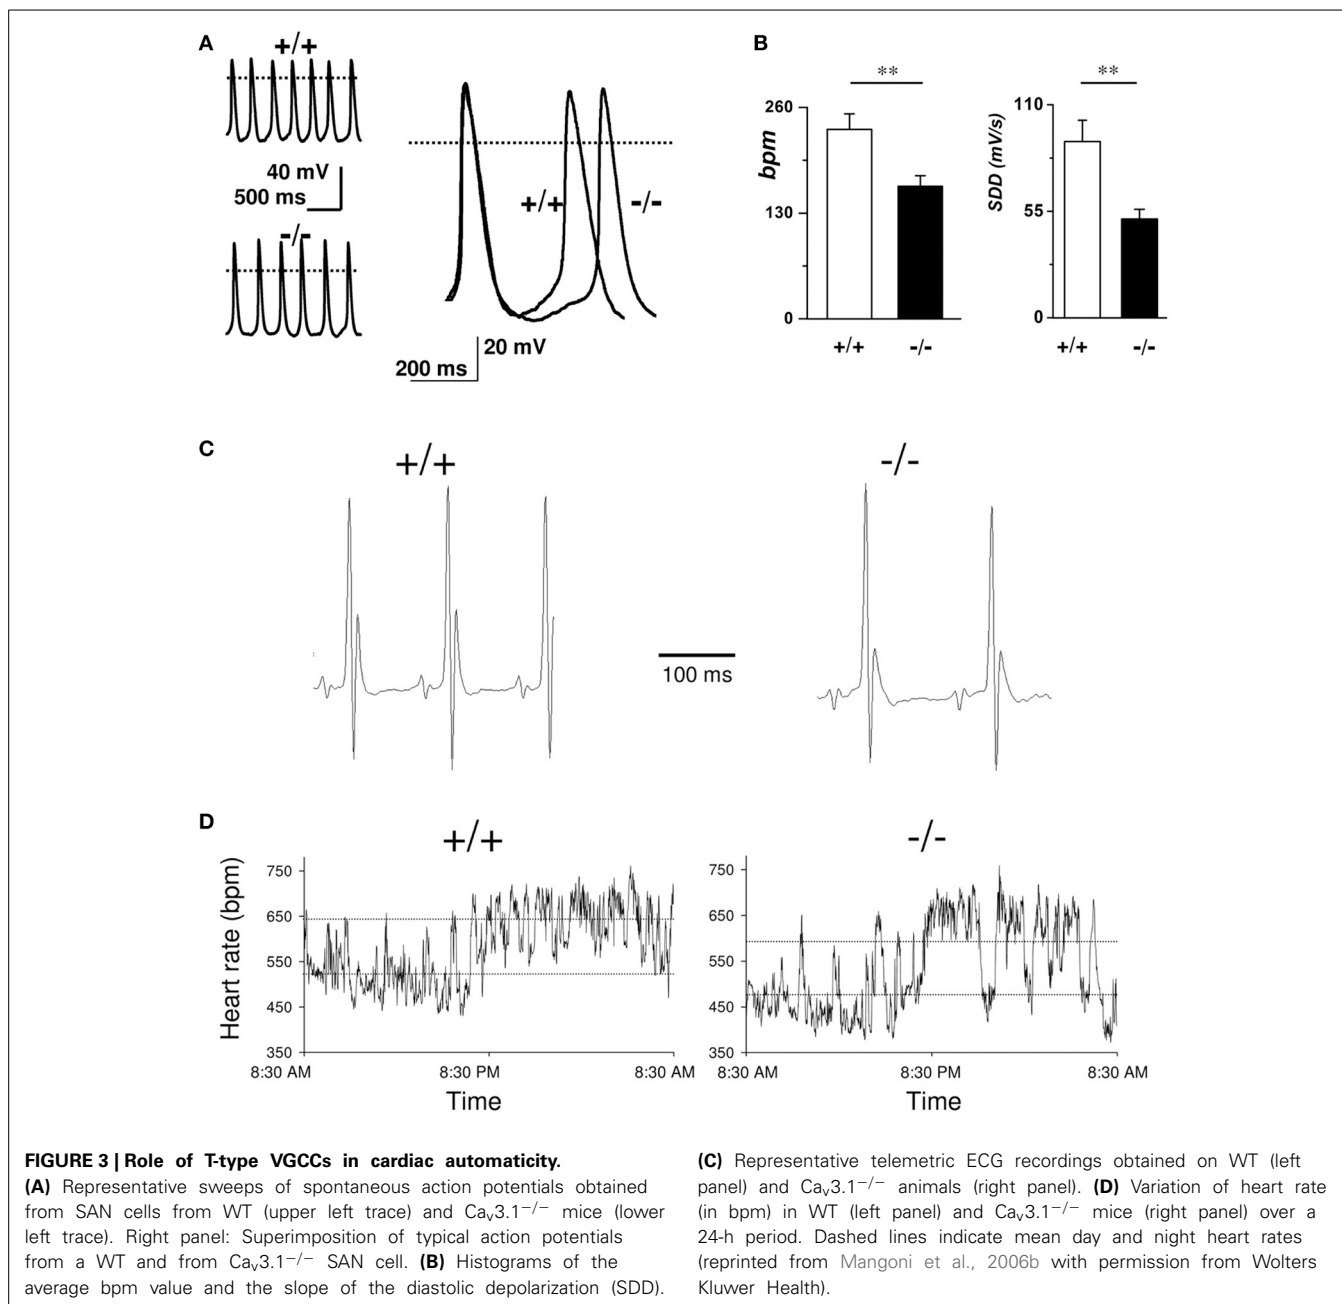 A
+/+
40 mV
500 ms
-/-
+/+
-/-
20 mV
200 ms
B
**
260
130
0
bpm
+/+
-/-
**
110
55
0
SDD (mV/s)
+/+
-/-
C
+/+
-/-
100 ms
D
+/+
Heart rate (bpm)
750
650
550
450
350
8:30 AM
8:30 PM
8:30 AM
Time
-/-
750
650
550
450
350
8:30 AM
8:30 PM
8:30 AM
Time
FIGURE 3 | Role of T-type VGCCs in cardiac automaticity.
(A) Representative sweeps of spontaneous action potentials obtained
from SAN cells from WT (upper left trace) and Caᵥ3.1⁻/⁻ mice (lower
left trace). Right panel: Superimposition of typical action potentials
from a WT and from Caᵥ3.1⁻/⁻ SAN cell. (B) Histograms of the
average bpm value and the slope of the diastolic depolarization (SDD).
(C) Representative telemetric ECG recordings obtained on WT (left
panel) and Caᵥ3.1⁻/⁻ animals (right panel). (D) Variation of heart rate
(in bpm) in WT (left panel) and Caᵥ3.1⁻/⁻ mice (right panel) over a
24-h period. Dashed lines indicate mean day and night heart rates
(reprinted from Mangoni et al., 2006b with permission from Wolters
Kluwer Health).